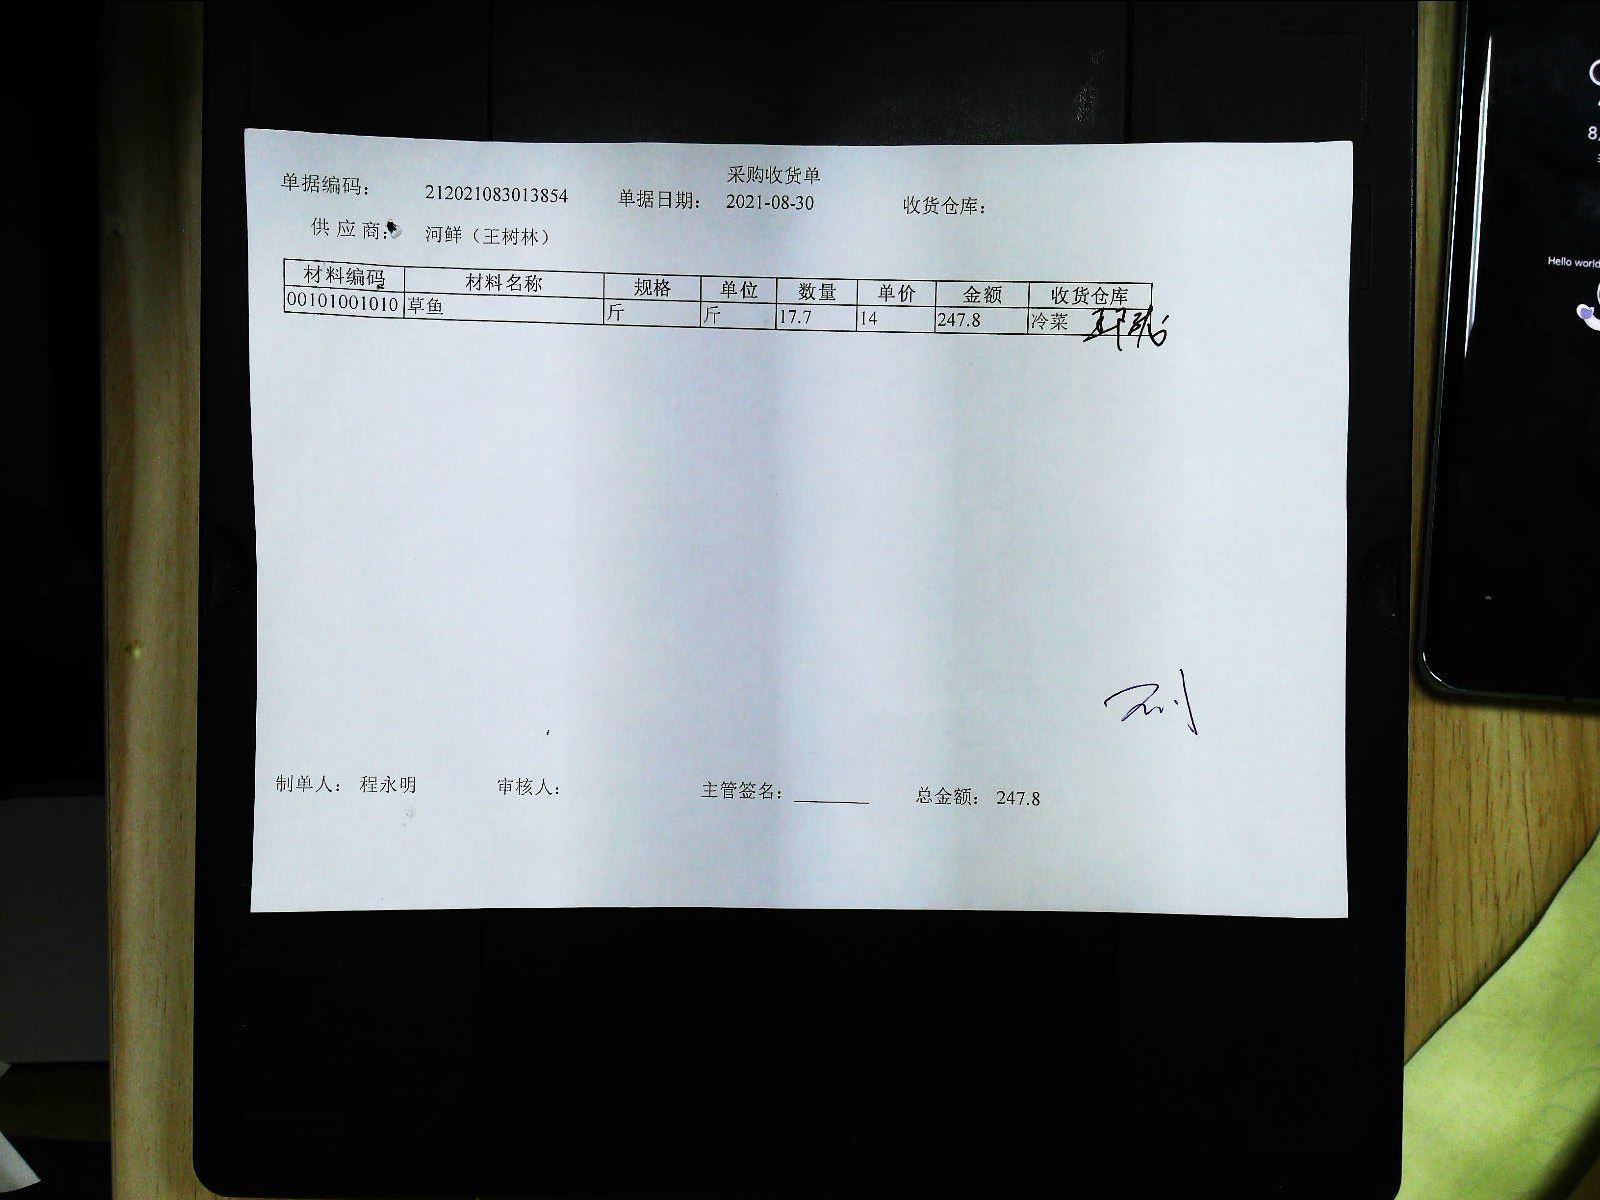 采购收货单
单据编码: 212021083013854 单据日期: 2021-08-30 收货仓库:
供应商: 河鲜（王树林）
材料编码 材料名称 规格 单位 数量 单价 金额 收货仓库
00101001010 草鱼 斤 斤 17.7 14 247.8 冷菜
制单人: 程永明 审核人: 主管签名: 总金额: 247.8
Hello world